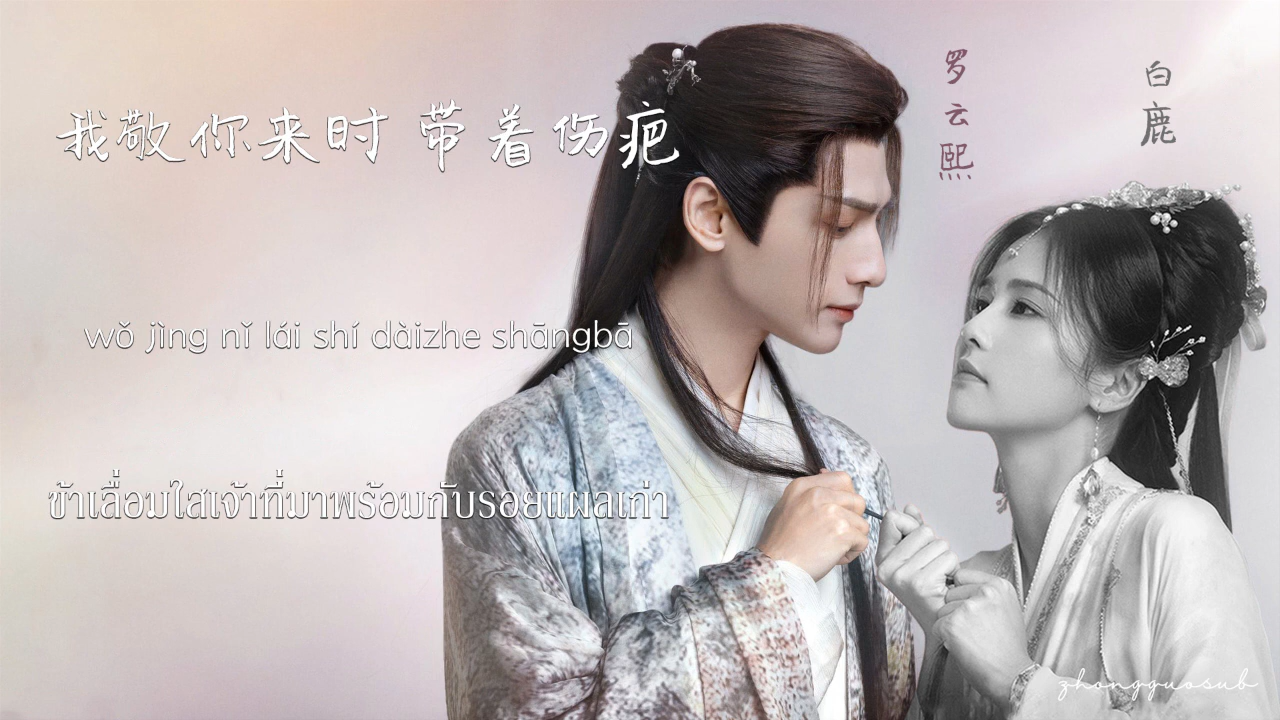 我敬你来时 带着伤疤
wǒ jìng nǐ lái shí dàizhe shāngbā
ข้าเลื่อมใสเจ้าที่มาพร้อมกับรอยแผลเก่า
罗云熙
白鹿
zhongguosub